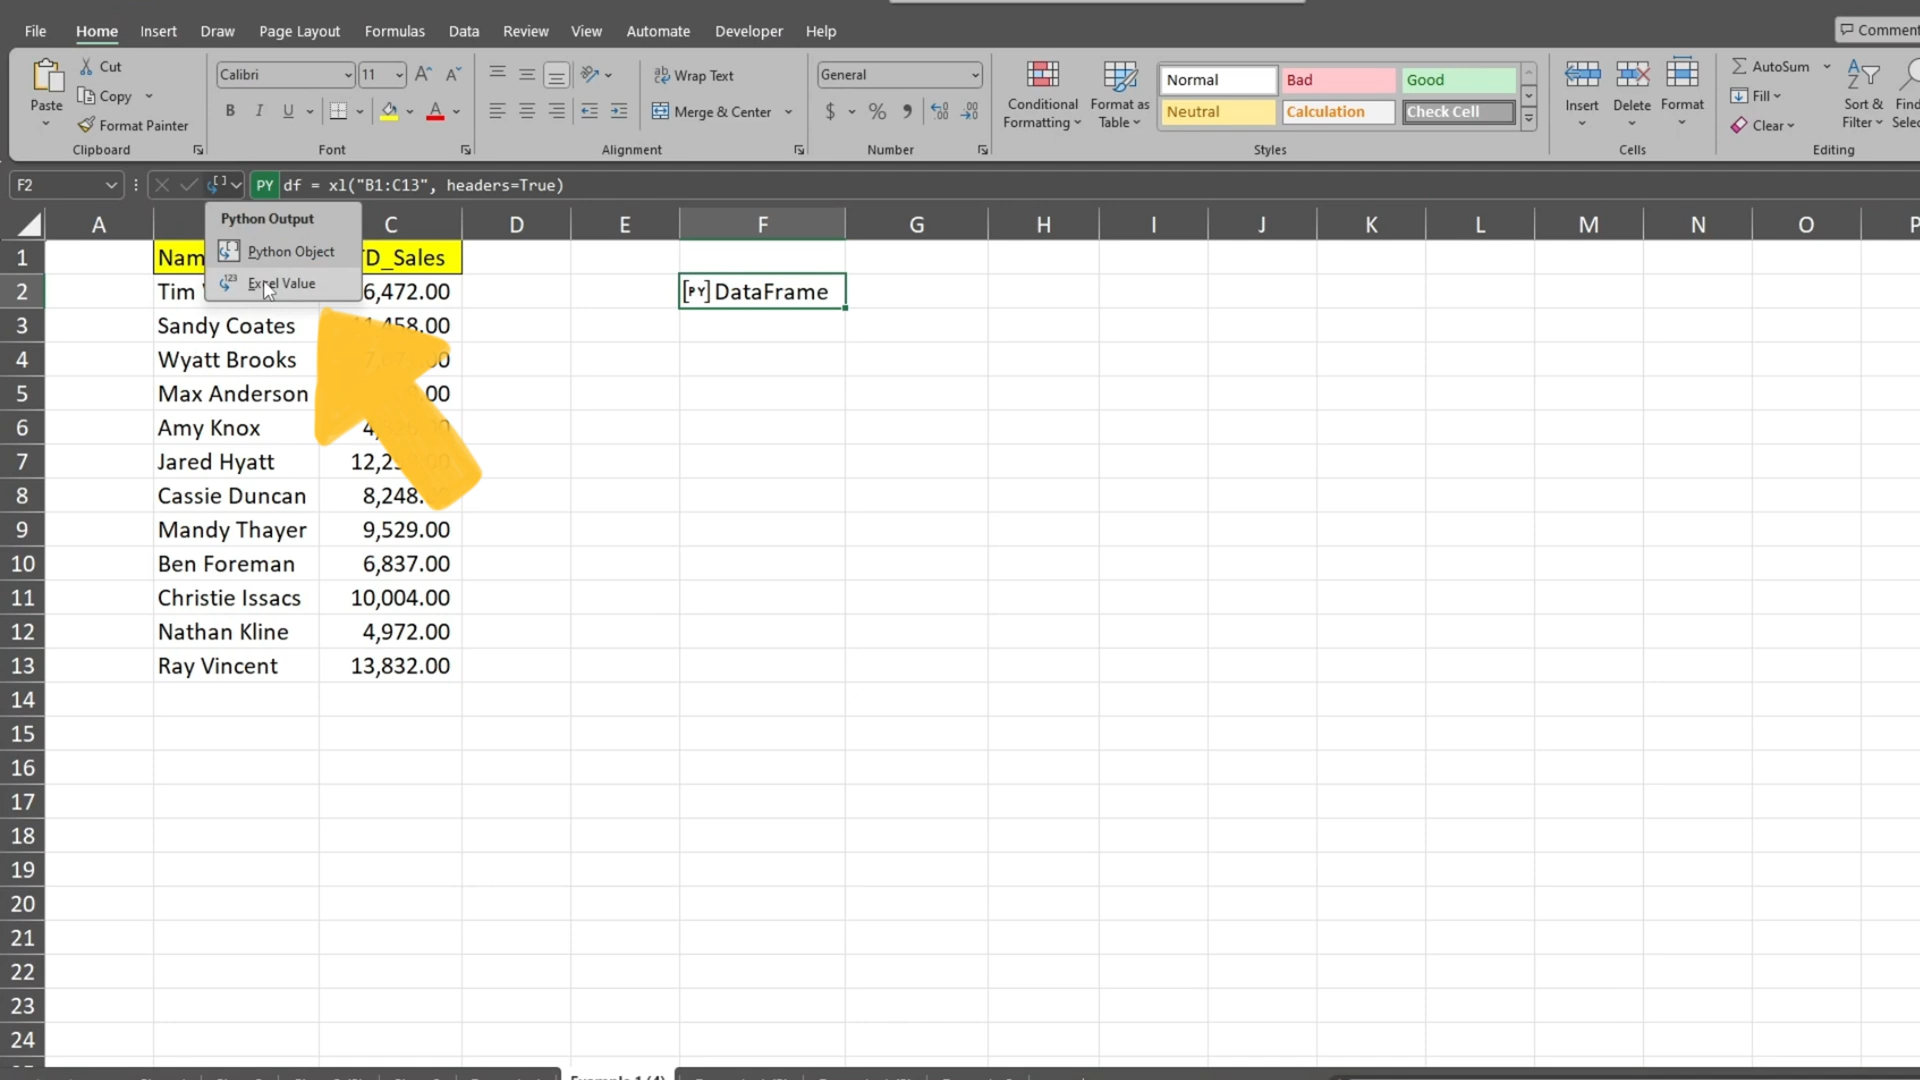 File Home Insert Draw Page Layout Formulas Data Review View Automate Developer Help Comment
Paste
Cut
Copy
Format Painter
Clipboard
Calibri 11
B I U
Font
Wrap Text
Merge & Center
Alignment
General
$ %
Number
Conditional
Formatting
Format as
Table
Normal Bad Good
Neutral Calculation Check Cell
Styles
Insert Delete Format
Cells
AutoSum
Fill
Clear
Sort &
Filter
Editing
F2 PY df = xl("B1:C13", headers=True)
Python Output
Python Object
Excel Value
A C D E F G H I J K L M N O P
1 Nam D_Sales
2 Tim 6,472.00 [PY] DataFrame
3 Sandy Coates
4 Wyatt Brooks
5 Max Anderson
6 Amy Knox
7 Jared Hyatt
8 Cassie Duncan 8,248.
9 Mandy Thayer 9,529.00
10 Ben Foreman 6,837.00
11 Christie Issacs 10,004.00
12 Nathan Kline 4,972.00
13 Ray Vincent 13,832.00
14
15
16
17
18
19
20
21
22
23
24